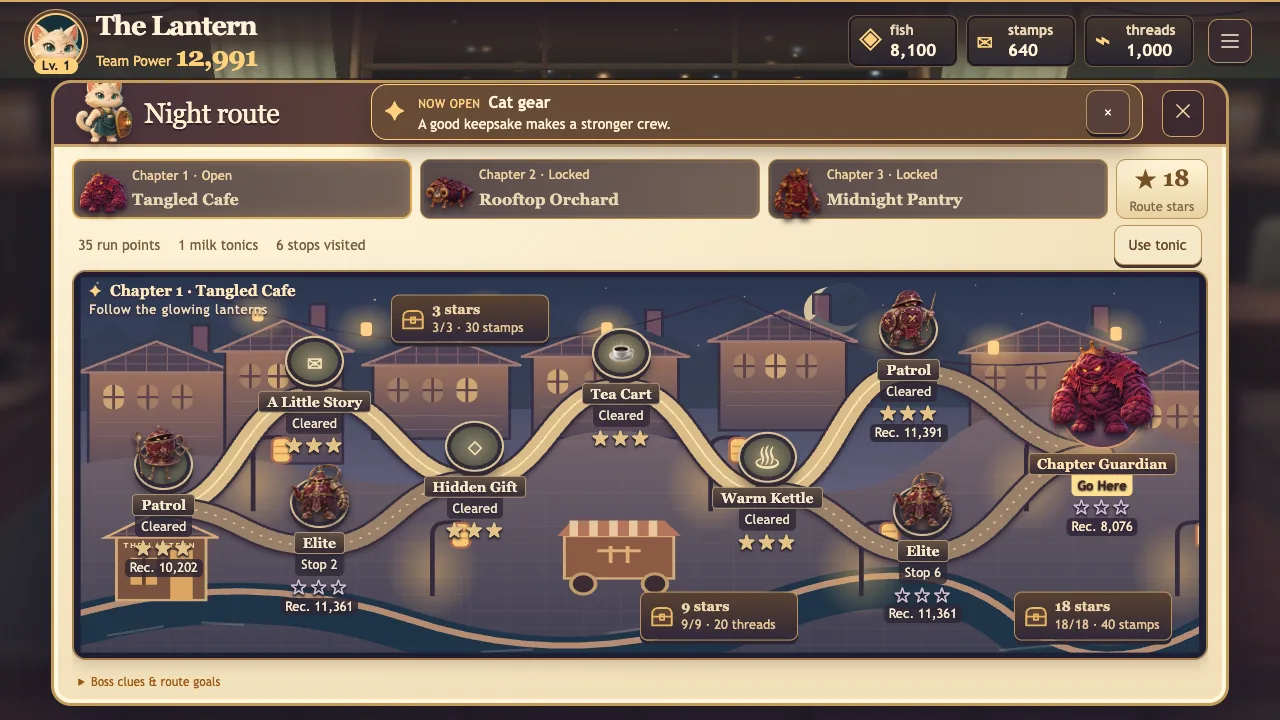 The Lantern
Team Power 12,991
Lv. 1
fish
8,100
stamps
640
threads
1,000
Night route
NOW OPEN Cat gear
A good keepsake makes a stronger crew.
Chapter 1 · Open
Tangled Cafe
Chapter 2 · Locked
Rooftop Orchard
Chapter 3 · Locked
Midnight Pantry
★ 18
Route stars
35 run points 1 milk tonics 6 stops visited
Use tonic
Chapter 1 · Tangled Cafe
Follow the glowing lanterns
3 stars
3/3 · 30 stamps
Patrol
Cleared
Rec. 10,202
A Little Story
Cleared
Elite
Stop 2
Rec. 11,361
Hidden Gift
Cleared
Tea Cart
Cleared
Warm Kettle
Cleared
Patrol
Cleared
Rec. 11,391
Elite
Stop 6
Rec. 11,361
Chapter Guardian
Go Here
Rec. 8,076
9 stars
9/9 · 20 threads
18 stars
18/18 · 40 stamps
Boss clues & route goals